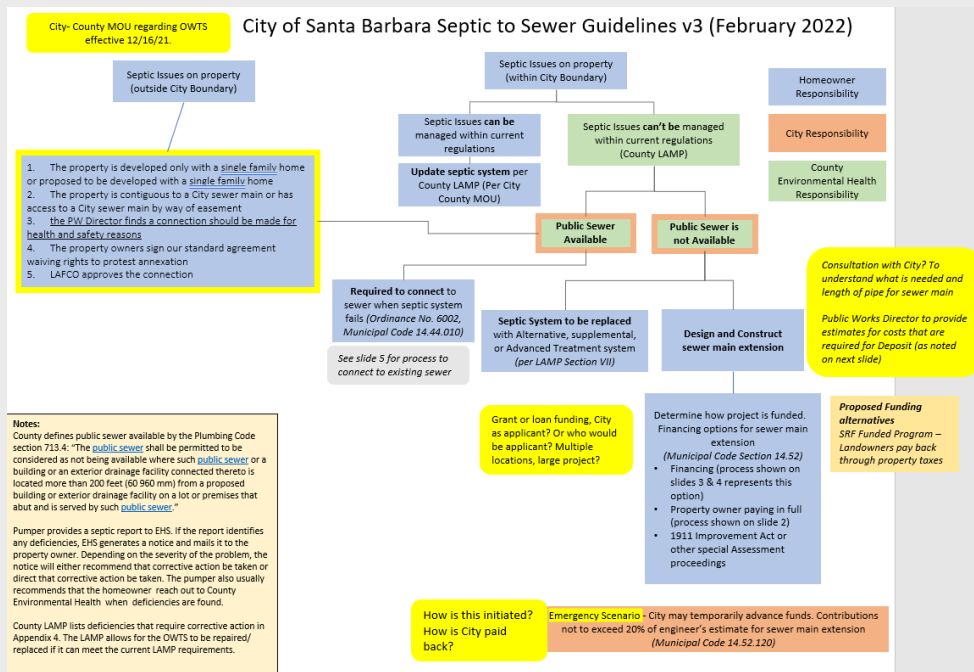 City- County MOU regarding OWTS
effective 12/16/21.
City of Santa Barbara Septic to Sewer Guidelines v3 (February 2022)
Septic Issues on property
(outside City Boundary)
Septic Issues on property
(within City Boundary)
Homeowner
Responsibility
City Responsibility
County
Environmental Health
Responsibility
Septic Issues can be
managed within current
regulations
Septic Issues can't be managed
within current regulations
(County LAMP)
Update septic system per
County LAMP (Per City
County MOU)
1. The property is developed only with a single family home
or proposed to be developed with a single family home
2. The property is contiguous to a City sewer main or has
access to a City sewer main by way of easement
3. the PW Director finds a connection should be made for
health and safety reasons
4. The property owners sign our standard agreement
waiving rights to protest annexation
5. LAFCO approves the connection
Public Sewer
Available
Public Sewer is
not Available
Required to connect to
sewer when septic system
fails (Ordinance No. 6002,
Municipal Code 14.44.010)
See slide 5 for process to
connect to existing sewer
Septic System to be replaced
with Alternative, supplemental,
or Advanced Treatment system
(per LAMP Section VII)
Design and Construct
sewer main extension
Consultation with City? To
understand what is needed and
length of pipe for sewer main
Public Works Director to provide
estimates for costs that are
required for Deposit (as noted
on next slide)
Grant or loan funding, City
as applicant? Or who would
be applicant? Multiple
locations, large project?
Determine how project is funded.
Financing options for sewer main
extension
(Municipal Code Section 14.52)
• Financing (process shown on
slides 3 & 4 represents this
option)
• Property owner paying in full
(process shown on slide 2)
• 1911 Improvement Act or
other special Assessment
proceedings
Proposed Funding
alternatives
SRF Funded Program –
Landowners pay back
through property taxes
Notes:
County defines public sewer available by the Plumbing Code
section 713.4: "The public sewer shall be permitted to be
considered as not being available where such public sewer or a
building or an exterior drainage facility connected thereto is
located more than 200 feet (60 960 mm) from a proposed
building or exterior drainage facility on a lot or premises that
abut and is served by such public sewer."
Pumper provides a septic report to EHS. If the report identifies
any deficiencies, EHS generates a notice and mails it to the
property owner. Depending on the severity of the problem, the
notice will either recommend that corrective action be taken or
direct that corrective action be taken. The pumper also usually
recommends that the homeowner reach out to County
Environmental Health when deficiencies are found.
County LAMP lists deficiencies that require corrective action in
Appendix 4. The LAMP allows for the OWTS to be repaired/
replaced if it can meet the current LAMP requirements.
How is this initiated?
How is City paid
back?
Emergency Scenario - City may temporarily advance funds. Contributions
not to exceed 20% of engineer's estimate for sewer main extension
(Municipal Code 14.52.120)